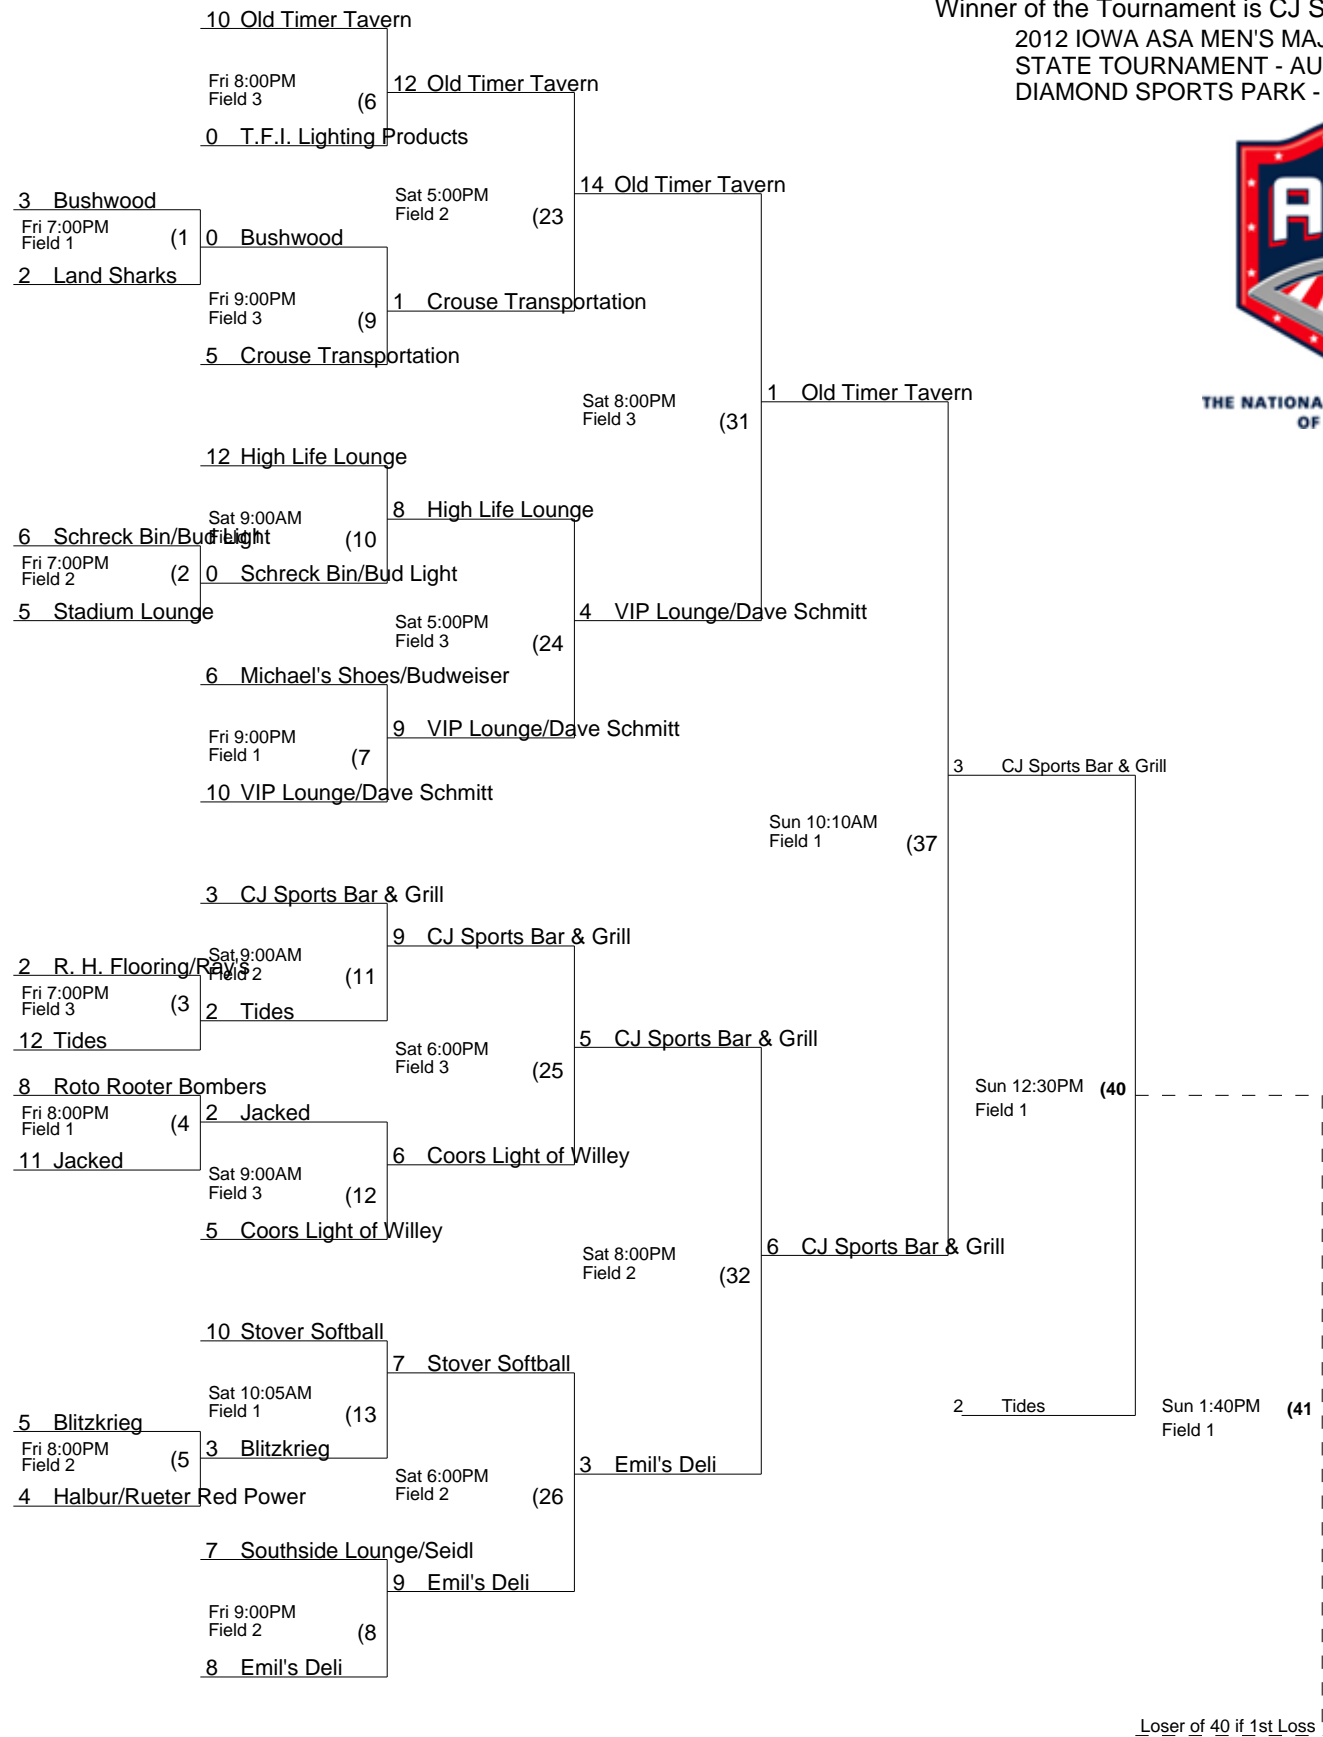 10 Old Timer Tavern
Winner of the Tournament is CJ S
2012 IOWA ASA MEN'S MAJ
STATE TOURNAMENT - AU
DIAMOND SPORTS PARK -
Fri 8:00PM
Field 3 (6
12 Old Timer Tavern
0 T.F.I. Lighting Products
14 Old Timer Tavern
Sat 5:00PM
Field 2 (23
3 Bushwood
Fri 7:00PM
Field 1 (1
0 Bushwood
2 Land Sharks
Fri 9:00PM
Field 3 (9
1 Crouse Transportation
5 Crouse Transportation
Sat 8:00PM
Field 3 (31
1 Old Timer Tavern
THE NATIONA
OF
12 High Life Lounge
Sat 9:00AM
Field 1 (10
8 High Life Lounge
6 Schreck Bin/Bud Light
Fri 7:00PM
Field 2 (2
0 Schreck Bin/Bud Light
5 Stadium Lounge
Sat 5:00PM
Field 3 (24
4 VIP Lounge/Dave Schmitt
6 Michael's Shoes/Budweiser
Fri 9:00PM
Field 1 (7
9 VIP Lounge/Dave Schmitt
10 VIP Lounge/Dave Schmitt
3 CJ Sports Bar & Grill
Sun 10:10AM
Field 1 (37
3 CJ Sports Bar & Grill
Sat 9:00AM
Field 2 (11
9 CJ Sports Bar & Grill
2 R. H. Flooring/Ray's
Fri 7:00PM
Field 3 (3
2 Tides
12 Tides
Sat 6:00PM
Field 3 (25
5 CJ Sports Bar & Grill
8 Roto Rooter Bombers
Fri 8:00PM
Field 1 (4
2 Jacked
11 Jacked
Sat 9:00AM
Field 3 (12
6 Coors Light of Willey
5 Coors Light of Willey
Sun 12:30PM (40
Field 1
Sat 8:00PM
Field 2 (32
6 CJ Sports Bar & Grill
10 Stover Softball
Sat 10:05AM
Field 1 (13
7 Stover Softball
5 Blitzkrieg
Fri 8:00PM
Field 2 (5
3 Blitzkrieg
4 Halbur/Rueter Red Power
Sat 6:00PM
Field 2 (26
3 Emil's Deli
2 Tides
Sun 1:40PM (41
Field 1
7 Southside Lounge/Seidl
Fri 9:00PM
Field 2 (8
9 Emil's Deli
8 Emil's Deli
Loser of 40 if 1st Loss